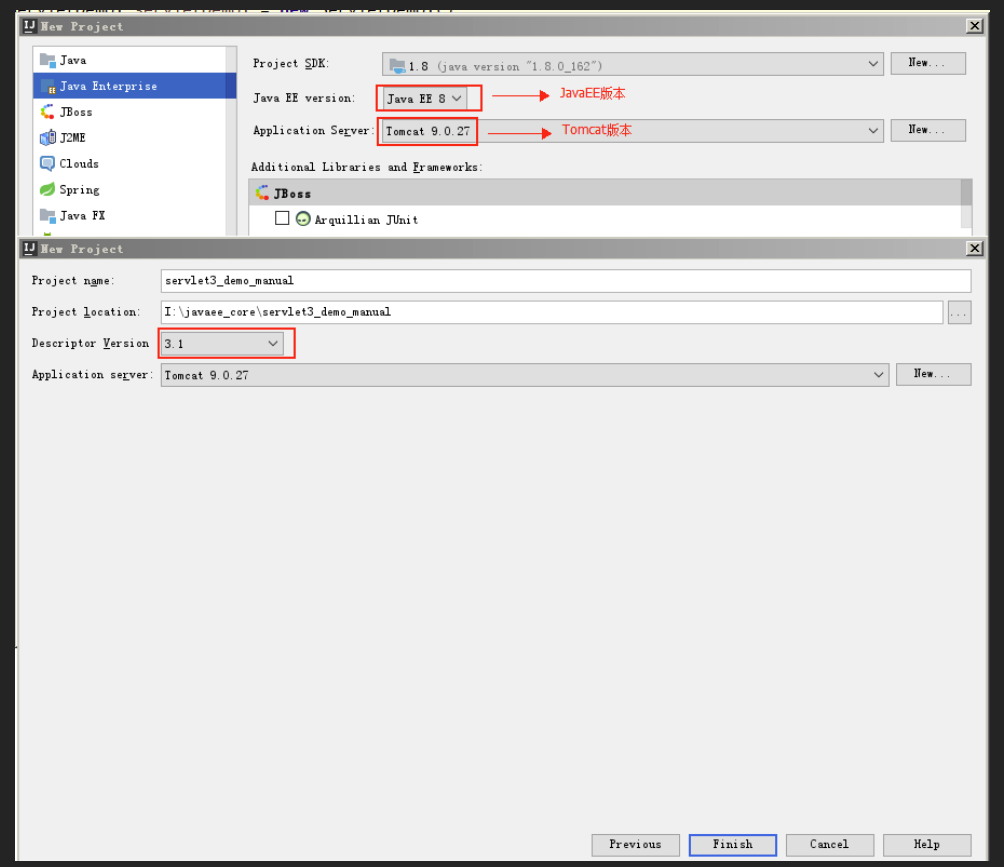 New Project
Java
Java Enterprise
JBoss
J2ME
Clouds
Spring
Java FX
Project SDK: 1.8 (java version "1.8.0_162") New...
Java EE version: Java EE 8 JavaEE版本
Application Server: Tomcat 9.0.27 Tomcat版本 New...
Additional Libraries and Frameworks:
JBoss
Arquillian JUnit
New Project
Project name: servlet3_demo_manual
Project location: I:\javaee_core\servlet3_demo_manual ...
Descriptor Version 3.1
Application server: Tomcat 9.0.27 New...
Previous Finish Cancel Help